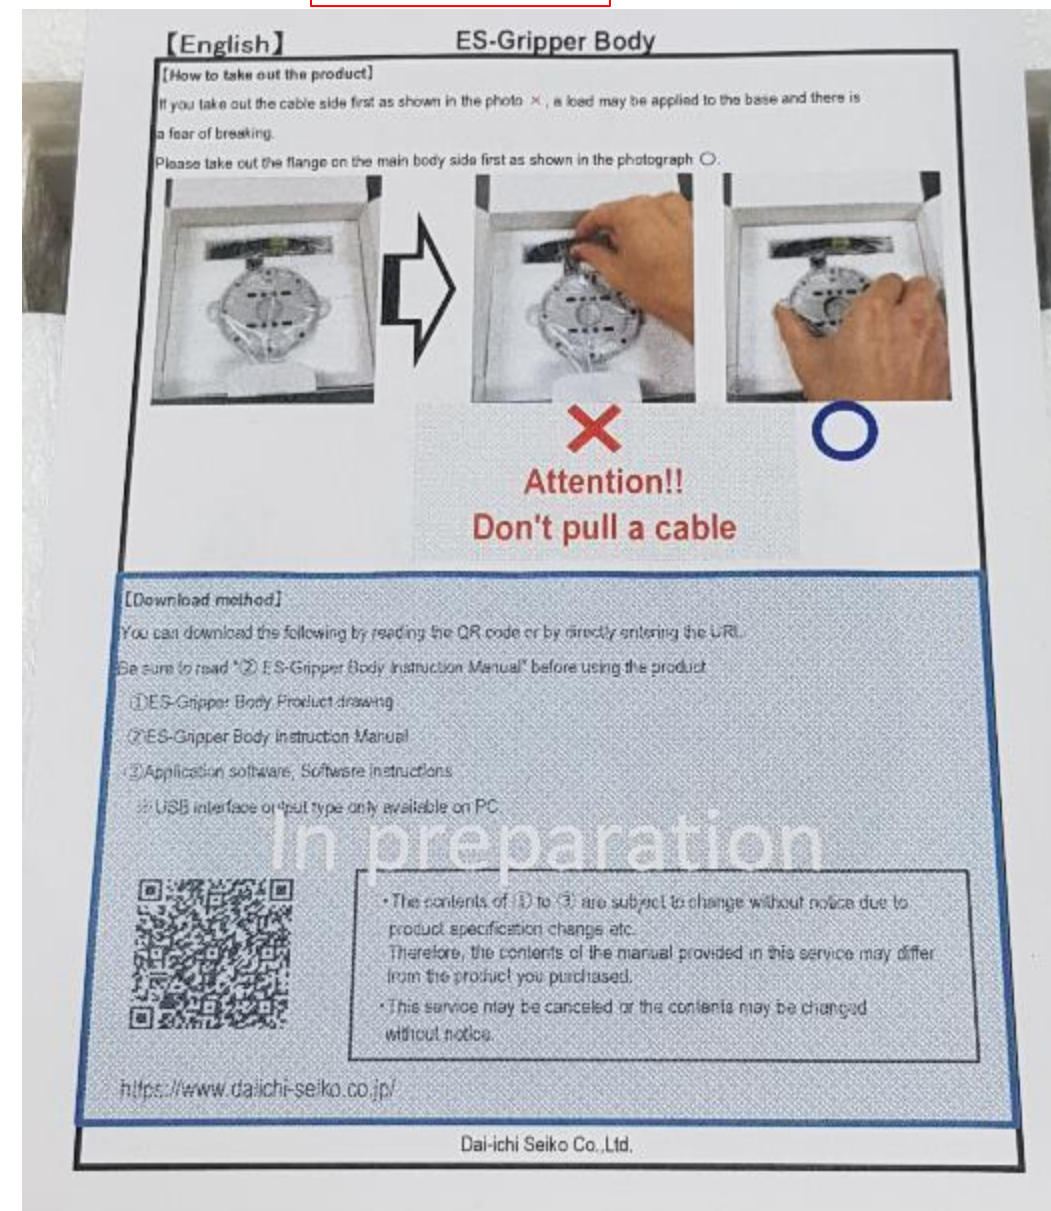 【English】 ES-Gripper Body
[How to take out the product]
If you take out the cable side first as shown in the photo ×, a load may be applied to the base and there is
a fear of breaking.
Please take out the flange on the main body side first as shown in the photograph ○.
×
○
Attention!!
Don't pull a cable
[Download method]
You can download the following by reading the QR code or by directly entering the URL.
Be sure to read "② ES-Gripper Body Instruction Manual" before using the product
①ES-Gripper Body Product drawing
②ES-Gripper Body Instruction Manual
③Application software, Software instructions
※USB interface output type only available on PC.
In preparation
・The contents of ① to ③ are subject to change without notice due to
product specification change etc.
Therefore, the contents of the manual provided in this service may differ
from the product you purchased.
・This service may be canceled or the contents may be changed
without notice.
https://www.daiichi-seiko.co.jp/
Dai-ichi Seiko Co.,Ltd.